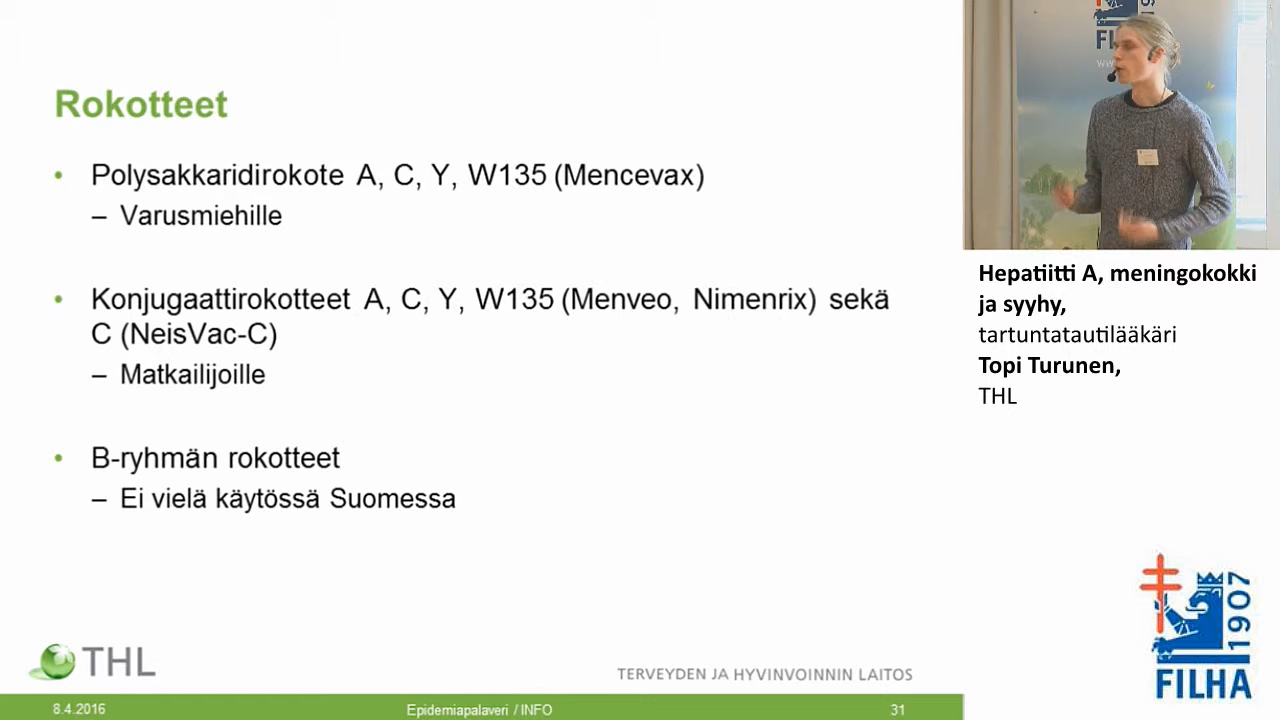 Rokotteet
• Polysakkaridirokote A, C, Y, W135 (Mencevax)
– Varusmiehille
• Konjugaattirokotteet A, C, Y, W135 (Menveo, Nimenrix) sekä
C (NeisVac-C)
– Matkailijoille
• B-ryhmän rokotteet
– Ei vielä käytössä Suomessa
THL
TERVEYDEN JA HYVINVOINNIN LAITOS
8.4.2016
Epidemiapalaveri / INFO
31
Hepatiitti A, meningokokki
ja syyhy,
tartuntatautilääkäri
Topi Turunen,
THL
1907
FILHA